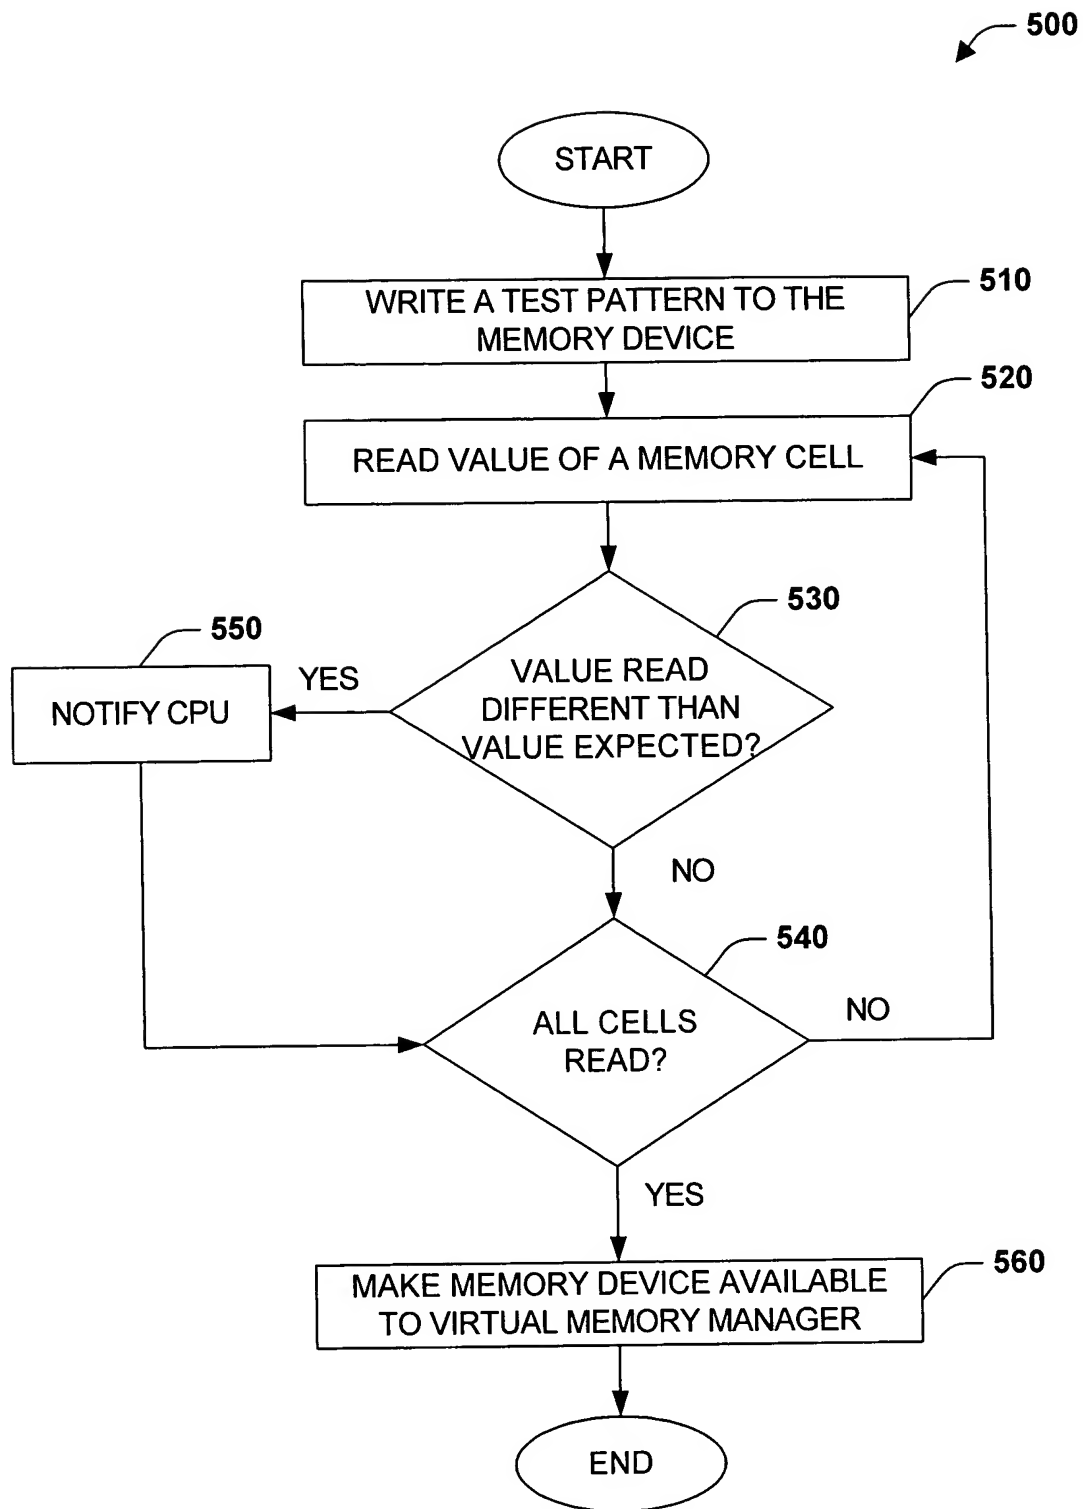 500
START
510
WRITE A TEST PATTERN TO THE
MEMORY DEVICE
520
READ VALUE OF A MEMORY CELL
530
550
YES
VALUE READ
DIFFERENT THAN
VALUE EXPECTED?
NOTIFY CPU
NO
540
ALL CELLS
READ?
NO
YES
560
MAKE MEMORY DEVICE AVAILABLE
TO VIRTUAL MEMORY MANAGER
END